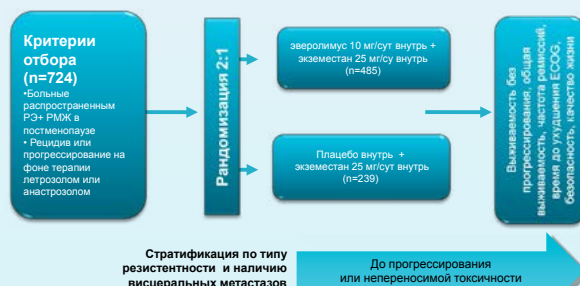 Критерии
отбора
(n=724)
•Больные
распространенным
РЭ+ РМЖ в
постменопаузе
• Рецидив или
прогрессирование на
фоне терапии
летрозолом или
анастрозолом
Рандомизация 2:1
эверолимус 10 мг/сут внутрь +
экземестан 25 мг/су внутрь
(n=485)
Плацебо внутрь +
экземестан 25 мг/сут внутрь
(n=239)
Выживаемость без
прогрессирования, общая
выживаемость, частота ремиссий,
время до ухудшения ECOG,
безопасность, качество жизни
Стратификация по типу
резистентности и наличию
висцеральных метастазов
До прогрессирования
или непереносимой токсичности